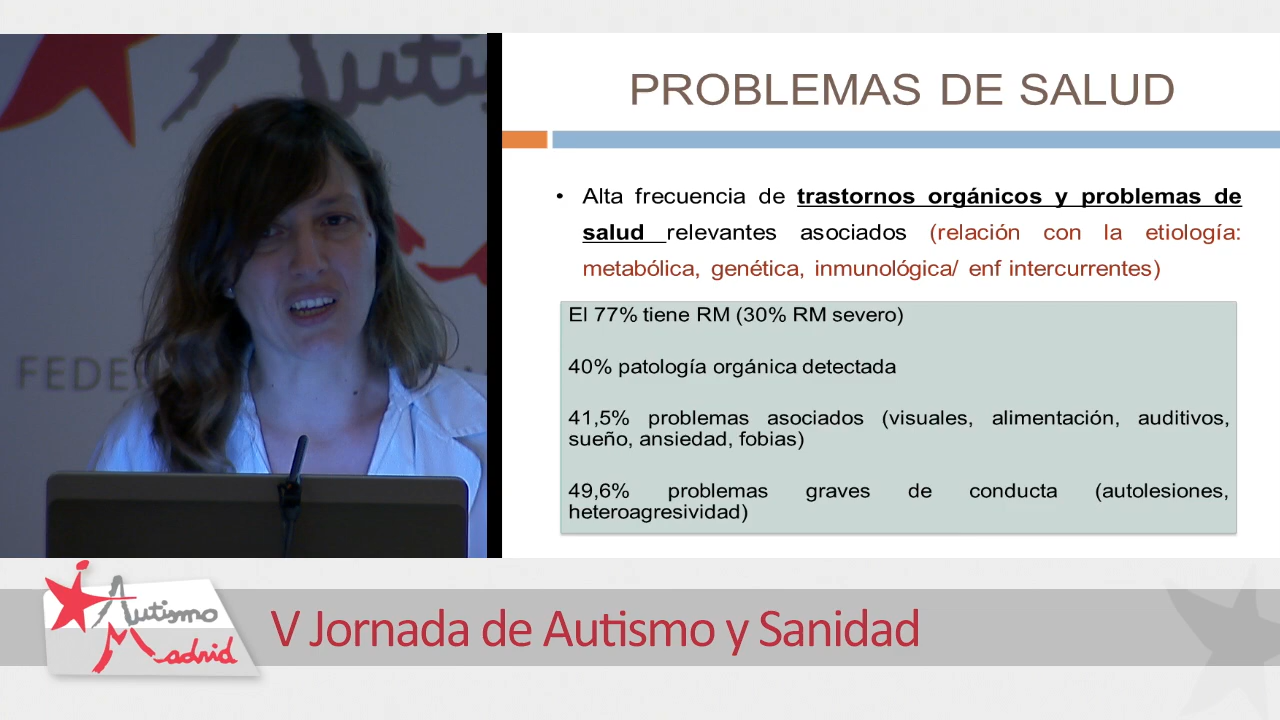 Auti
FEDE
PROBLEMAS DE SALUD
• Alta frecuencia de trastornos orgánicos y problemas de
salud relevantes asociados (relación con la etiología:
metabólica, genética, inmunológica/ enf intercurrentes)
El 77% tiene RM (30% RM severo)
40% patología orgánica detectada
41,5% problemas asociados (visuales, alimentación, auditivos,
sueño, ansiedad, fobias)
49,6% problemas graves de conducta (autolesiones,
heteroagresividad)
Autismo
Madrid
V Jornada de Autismo y Sanidad